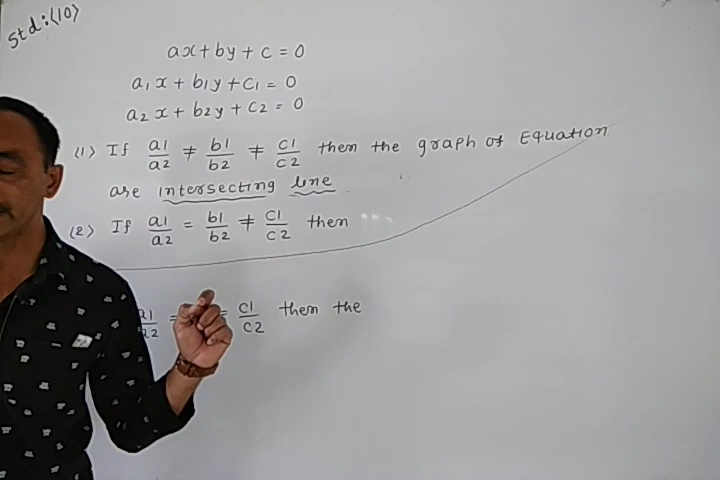 Std:(10)
ax+by+c=0
a1x+b1y+c1=0
a2x+b2y+c2=0
(1) If a1/a2 ≠ b1/b2 ≠ c1/c2 then the graph of Equation
are intersecting line
(2) If a1/a2 = b1/b2 ≠ c1/c2 then
a1/a2 = = c1/c2 then the